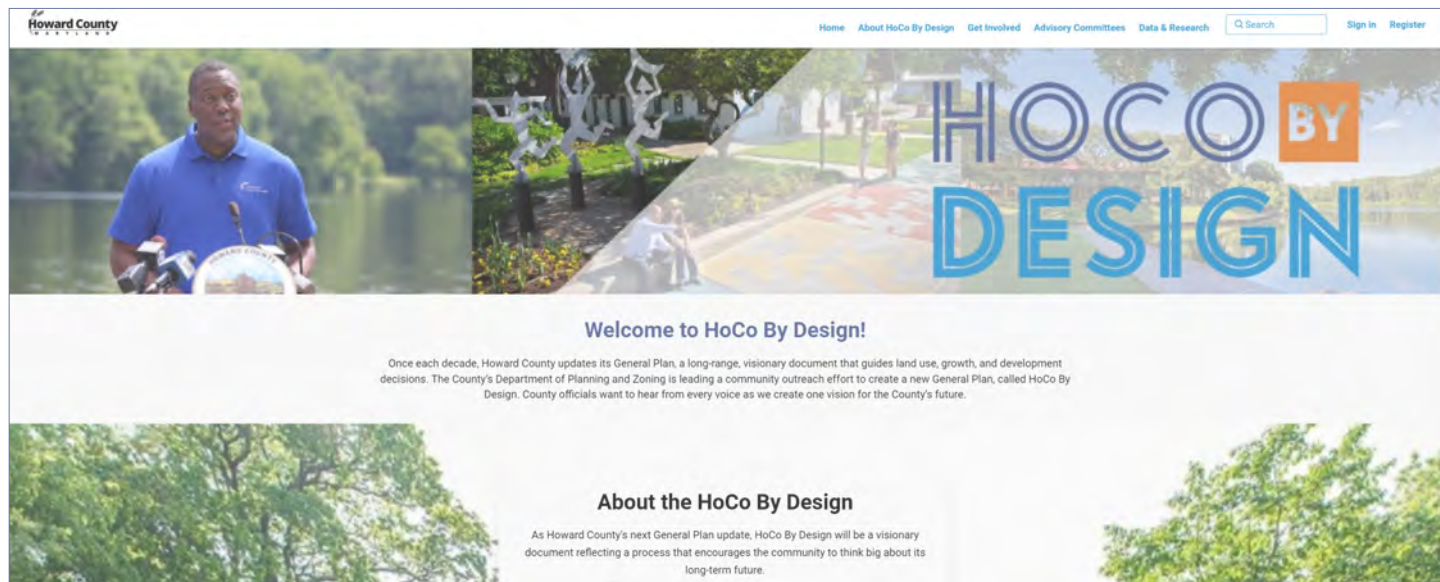 Howard County
MARYLAND
Home About HoCo By Design Get Involved Advisory Committees Data & Research Search Sign in Register
HOCO BY
DESIGN
HOWARD COUNTY
Welcome to HoCo By Design!
Once each decade, Howard County updates its General Plan, a long-range, visionary document that guides land use, growth, and development
decisions. The County's Department of Planning and Zoning is leading a community outreach effort to create a new General Plan, called HoCo By
Design. County officials want to hear from every voice as we create one vision for the County's future.
About the HoCo By Design
As Howard County's next General Plan update, HoCo By Design will be a visionary
document reflecting a process that encourages the community to think big about its
long-term future.